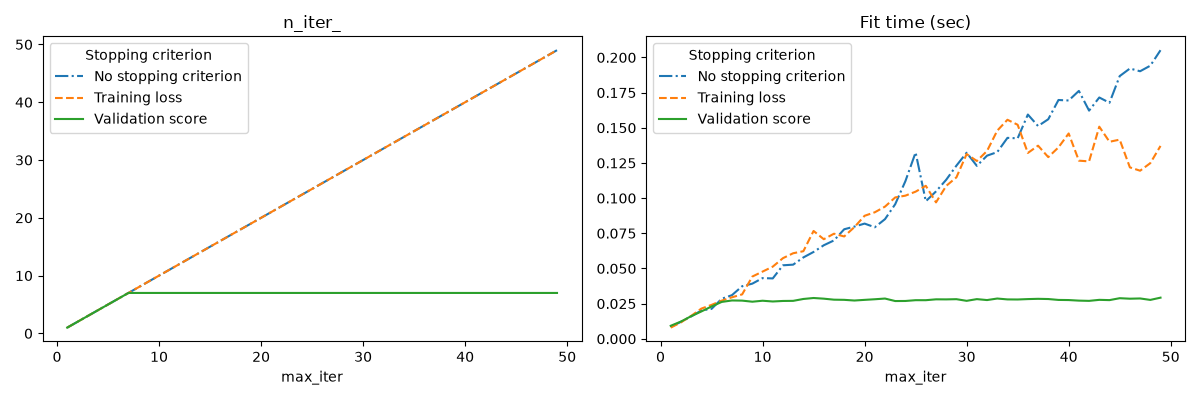 n_iter_
50
40
30
20
10
0
Stopping criterion
No stopping criterion
Training loss
Validation score
0 10 20 30 40 50
max_iter
Fit time (sec)
0.200
0.175
0.150
0.125
0.100
0.075
0.050
0.025
0.000
Stopping criterion
No stopping criterion
Training loss
Validation score
0 10 20 30 40 50
max_iter